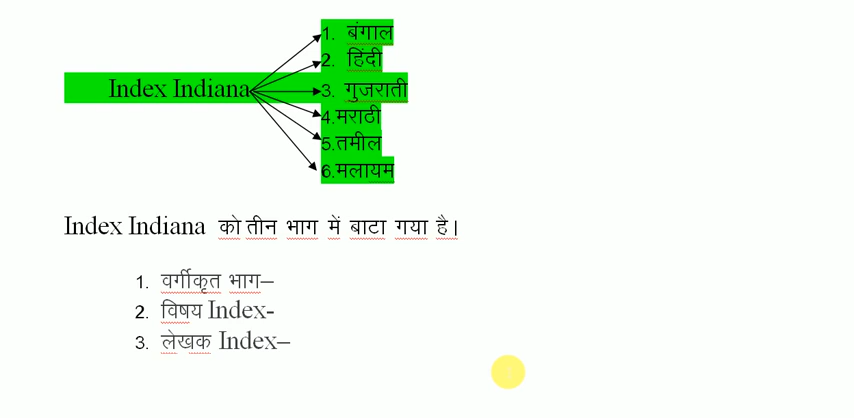 1. बंगाल
2. हिंदी
Index Indiana
3. गुजराती
4.मराठी
5.तमील
6.मलायम
Index Indiana को तीन भाग में बाटा गया है।
1. वर्गीकृत भाग–
2. विषय Index-
3. लेखक Index–